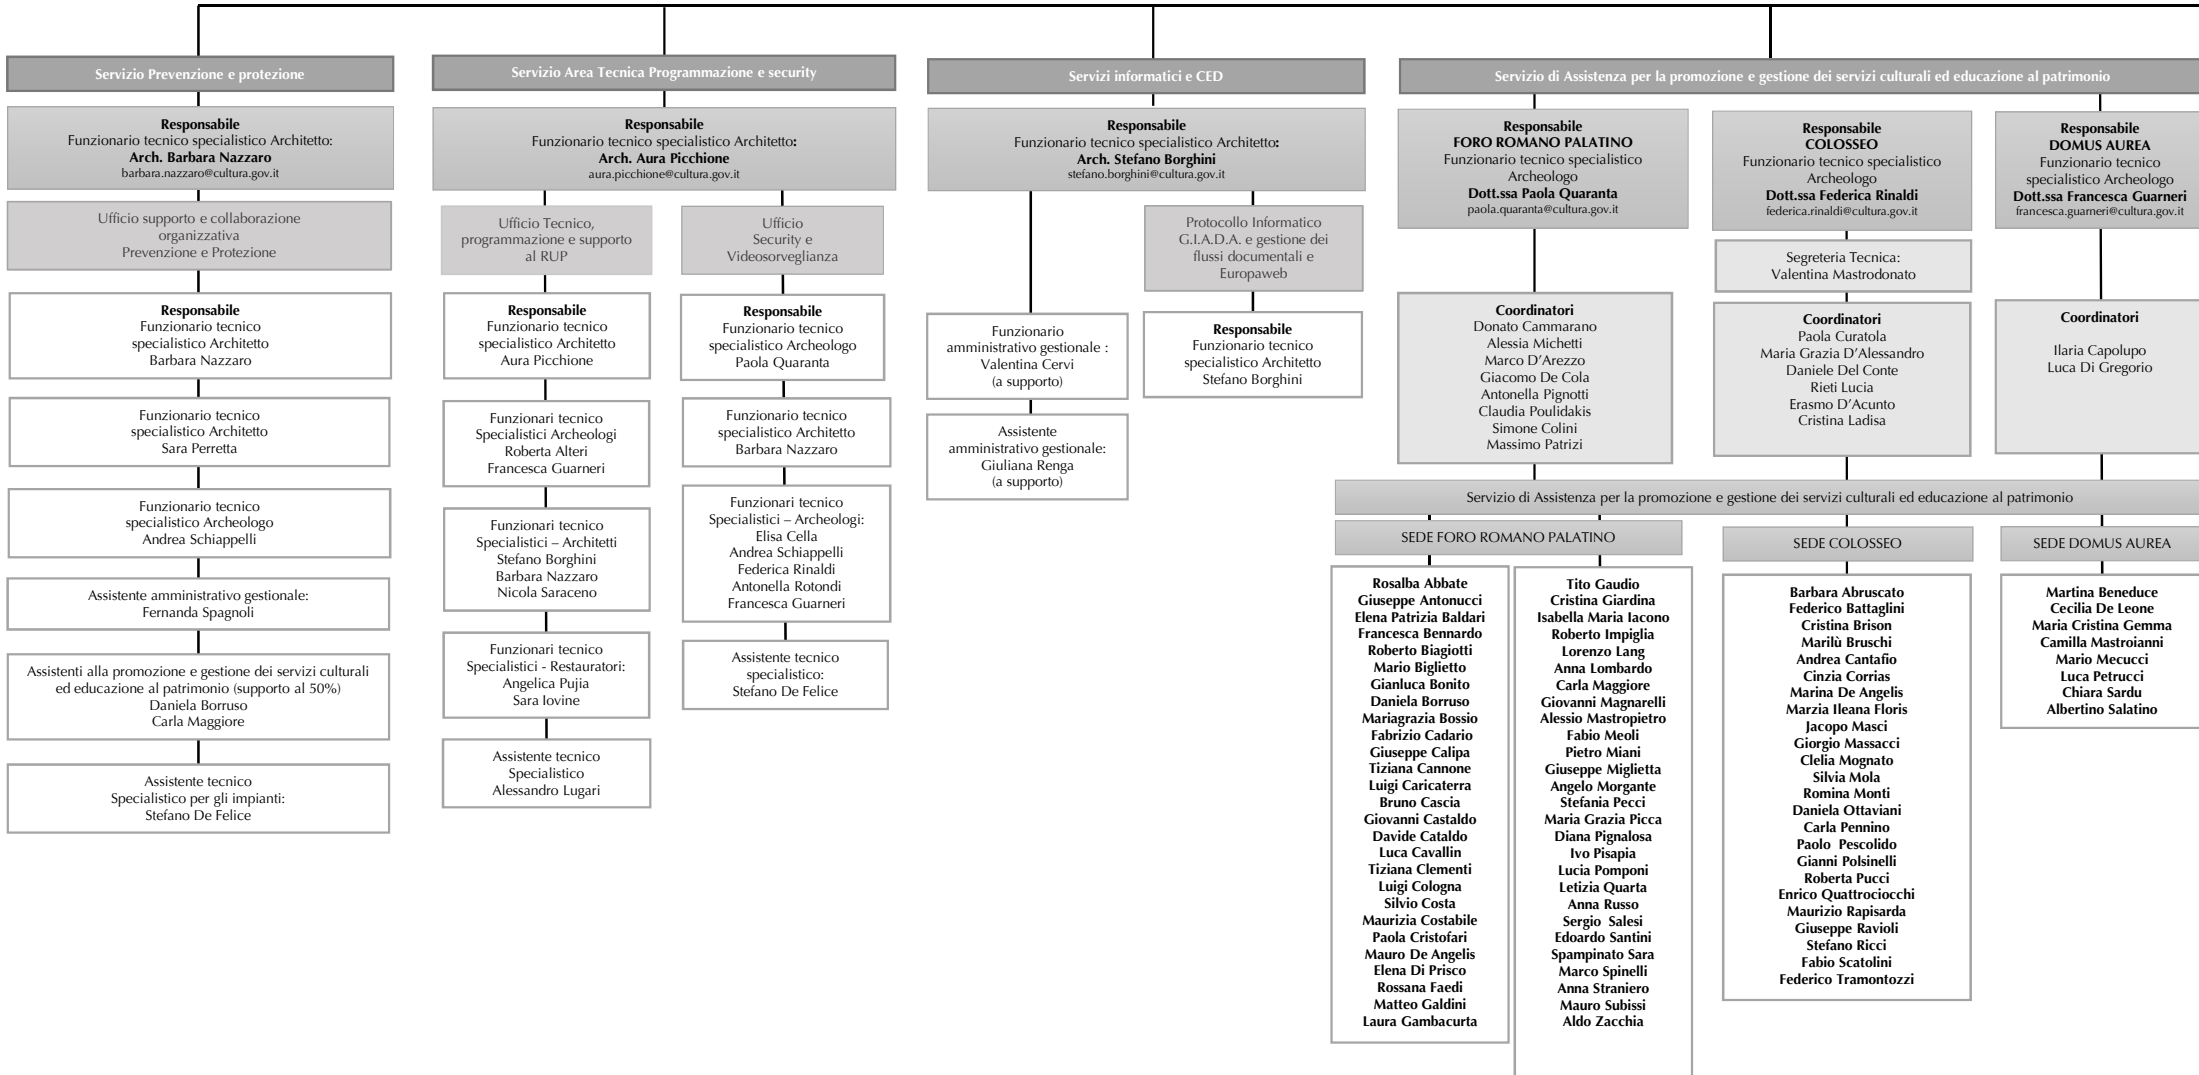 Servizio Prevenzione e protezione
Responsabile
Funzionario tecnico specialistico Architetto:
Arch. Barbara Nazzaro
barbara.nazzaro@cultura.gov.it
Ufficio supporto e collaborazione
organizzativa
Prevenzione e Protezione
Responsabile
Funzionario tecnico
specialistico Architetto
Barbara Nazzaro
Funzionario tecnico
specialistico Architetto
Sara Perretta
Funzionario tecnico
specialistico Archeologo
Andrea Schiappelli
Assistente amministrativo gestionale:
Fernanda Spagnoli
Assistenti alla promozione e gestione dei servizi culturali
ed educazione al patrimonio (supporto al 50%)
Daniela Borruso
Carla Maggiore
Assistente tecnico
Specialistico per gli impianti:
Stefano De Felice
Servizio Area Tecnica Programmazione e security
Responsabile
Funzionario tecnico specialistico Architetto:
Arch. Aura Picchione
aura.picchione@cultura.gov.it
Ufficio Tecnico,
programmazione e supporto
al RUP
Responsabile
Funzionario tecnico
specialistico Architetto
Aura Picchione
Funzionari tecnico
Specialistici Archeologi
Roberta Alteri
Francesca Guarneri
Funzionari tecnico
Specialistici – Architetti
Stefano Borghini
Barbara Nazzaro
Nicola Saraceno
Funzionari tecnico
Specialistici - Restauratori:
Angelica Pujia
Sara Iovine
Assistente tecnico
Specialistico
Alessandro Lugari
Ufficio
Security e
Videosorveglianza
Responsabile
Funzionario tecnico
specialistico Archeologo
Paola Quaranta
Funzionario tecnico
specialistico Architetto
Barbara Nazzaro
Funzionari tecnico
Specialistici – Archeologi:
Elisa Cella
Andrea Schiappelli
Federica Rinaldi
Antonella Rotondi
Francesca Guarneri
Assistente tecnico
specialistico:
Stefano De Felice
Servizi informatici e CED
Responsabile
Funzionario tecnico specialistico Architetto:
Arch. Stefano Borghini
stefano.borghini@cultura.gov.it
Funzionario
amministrativo gestionale :
Valentina Cervi
(a supporto)
Assistente
amministrativo gestionale:
Giuliana Renga
(a supporto)
Protocollo Informatico
G.I.A.D.A. e gestione dei
flussi documentali e
Europaweb
Responsabile
Funzionario tecnico
specialistico Architetto
Stefano Borghini
Servizio di Assistenza per la promozione e gestione dei servizi culturali ed educazione al patrimonio
Responsabile
FORO ROMANO PALATINO
Funzionario tecnico specialistico
Archeologo
Dott.ssa Paola Quaranta
paola.quaranta@cultura.gov.it
Coordinatori
Donato Cammarano
Alessia Michetti
Marco D'Arezzo
Giacomo De Cola
Antonella Pignotti
Claudia Poulidakis
Simone Colini
Massimo Patrizi
Responsabile
COLOSSEO
Funzionario tecnico specialistico
Archeologo
Dott.ssa Federica Rinaldi
federica.rinaldi@cultura.gov.it
Segreteria Tecnica:
Valentina Mastrodonato
Coordinatori
Paola Curatola
Maria Grazia D'Alessandro
Daniele Del Conte
Rieti Lucia
Erasmo D'Acunto
Cristina Ladisa
Responsabile
DOMUS AUREA
Funzionario tecnico
specialistico Archeologo
Dott.ssa Francesca Guarneri
francesca.guarneri@cultura.gov.it
Coordinatori
Ilaria Capolupo
Luca Di Gregorio
Servizio di Assistenza per la promozione e gestione dei servizi culturali ed educazione al patrimonio
SEDE FORO ROMANO PALATINO
Rosalba Abbate
Giuseppe Antonucci
Elena Patrizia Baldari
Francesca Bennardo
Roberto Biagiotti
Mario Biglietto
Gianluca Bonito
Daniela Borruso
Mariagrazia Bossio
Fabrizio Cadario
Giuseppe Calipa
Tiziana Cannone
Luigi Caricaterra
Bruno Cascia
Giovanni Castaldo
Davide Cataldo
Luca Cavallin
Tiziana Clementi
Luigi Cologna
Silvio Costa
Maurizia Costabile
Paola Cristofari
Mauro De Angelis
Elena Di Prisco
Rossana Faedi
Matteo Galdini
Laura Gambacurta
Tito Gaudio
Cristina Giardina
Isabella Maria Iacono
Roberto Impiglia
Lorenzo Lang
Anna Lombardo
Carla Maggiore
Giovanni Magnarelli
Alessio Mastropietro
Fabio Meoli
Pietro Miani
Giuseppe Miglietta
Angelo Morgante
Stefania Pecci
Maria Grazia Picca
Diana Pignalosa
Ivo Pisapia
Lucia Pomponi
Letizia Quarta
Anna Russo
Sergio Salesi
Edoardo Santini
Spampinato Sara
Marco Spinelli
Anna Straniero
Mauro Subissi
Aldo Zacchia
SEDE COLOSSEO
Barbara Abruscato
Federico Battaglini
Cristina Brison
Marilù Bruschi
Andrea Cantafio
Cinzia Corrias
Marina De Angelis
Marzia Ileana Floris
Jacopo Masci
Giorgio Massacci
Clelia Mognato
Silvia Mola
Romina Monti
Daniela Ottaviani
Carla Pennino
Paolo Pescolido
Gianni Polsinelli
Roberta Pucci
Enrico Quattrociocchi
Maurizio Rapisarda
Giuseppe Ravioli
Stefano Ricci
Fabio Scatolini
Federico Tramontozzi
SEDE DOMUS AUREA
Martina Beneduce
Cecilia De Leone
Maria Cristina Gemma
Camilla Mastroianni
Mario Mecucci
Luca Petrucci
Chiara Sardu
Albertino Salatino